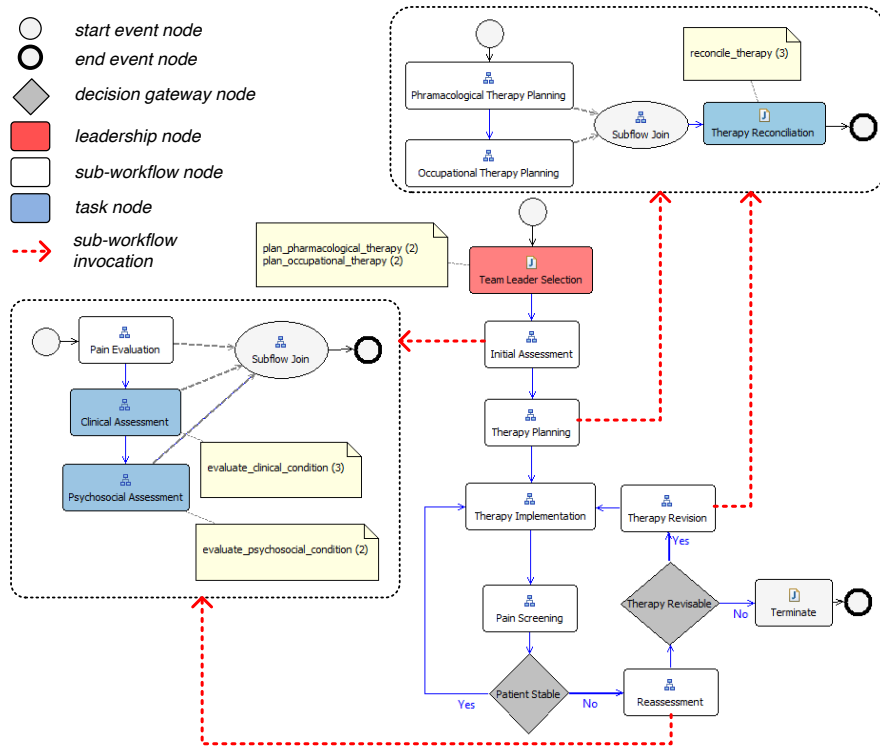 start event node
end event node
decision gateway node
leadership node
sub-workflow node
task node
sub-workflow
invocation
reconcile_therapy (3)
Phramacological Therapy Planning
Subflow Join
Therapy Reconciliation
Occupational Therapy Planning
plan_pharmacological_therapy (2)
plan_occupational_therapy (2)
Team Leader Selection
Pain Evaluation
Subflow Join
Initial Assessment
Clinical Assessment
Therapy Planning
evaluate_clinical_condition (3)
Psychosocial Assessment
Therapy Implementation
Therapy Revision
evaluate_psychosocial_condition (2)
Yes
Therapy Revisable
Pain Screening
No
Terminate
Patient Stable
Yes
No
Reassessment